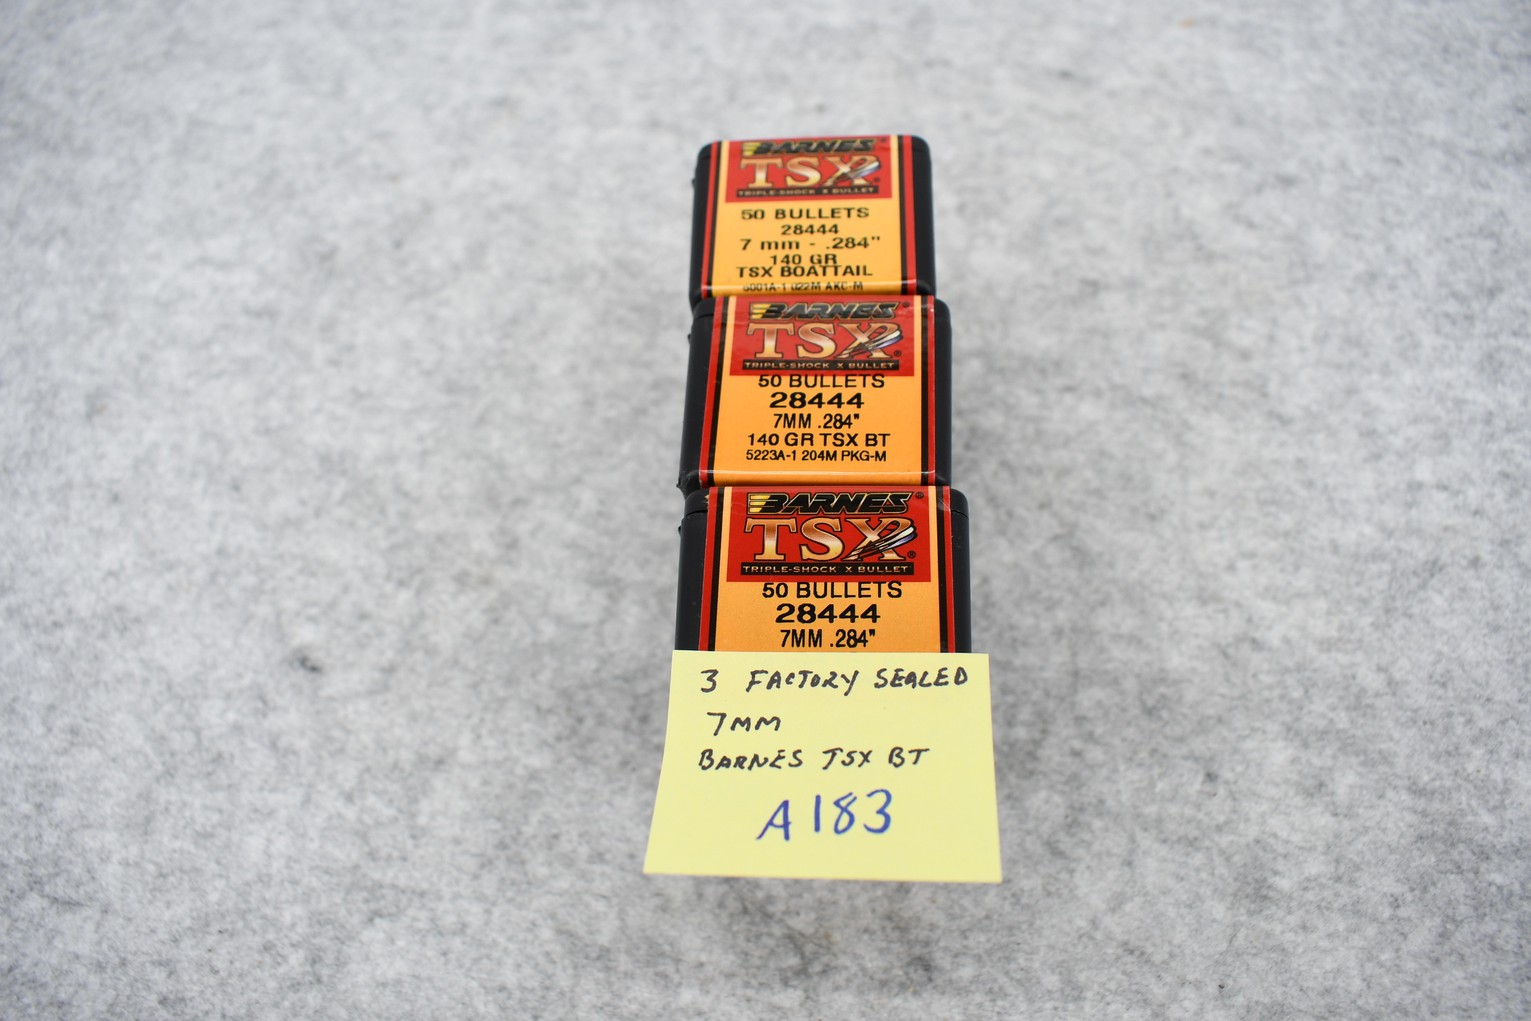 BARNES
TSX
TRIPLE-SHOCK X BULLET
50 BULLETS
28444
7 mm - .284"
140 GR
TSX BOATTAIL
022M AKC-M
BARNES
TSX®
TRIPLE-SHOCK X BULLET
50 BULLETS
28444
7MM .284"
140 GR TSX BT
5223A-1 204M PKG-M
BARNES®
TSX®
TRIPLE-SHOCK X BULLET
50 BULLETS
28444
7MM .284"
3 FACTORY SEALED
7MM
BARNES TSX BT
A183